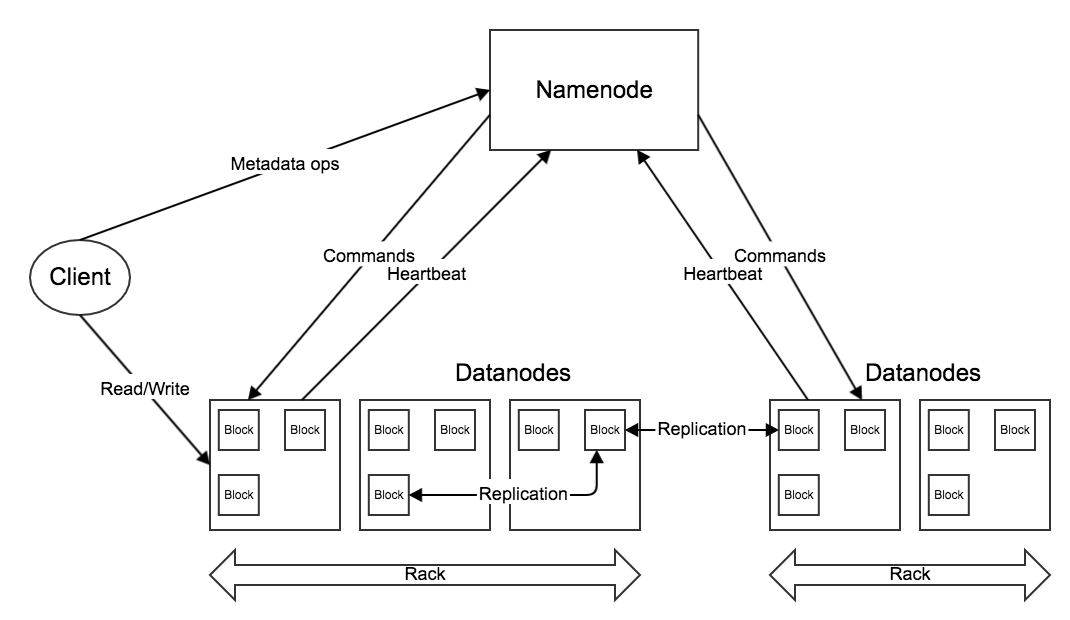 Namenode
Metadata ops
Commands
Heartbeat
Heartbeat
Commands
Client
Read/Write
Datanodes
Datanodes
Block
Block
Block
Block
Block
Block
Block
Block
Replication
Replication
Block
Block
Block
Block
Block
Block
Rack
Rack